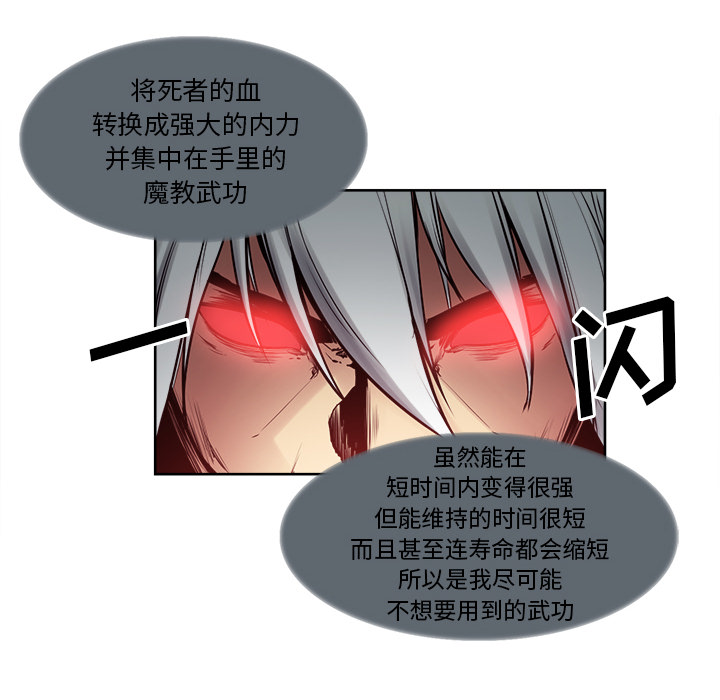 将死者的血
转换成强大的内力
并集中在手里的
魔教武功
一闪
虽然能在
短时间内变得很强
但能维持的时间很短
而且甚至连寿命都会缩短
所以是我尽可能
不想要用到的武功